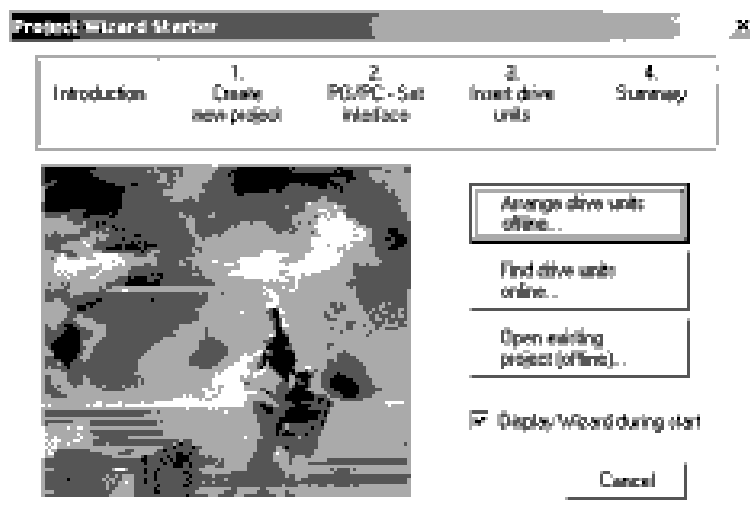 Project Wizard Starter
Introduction
1.
Create
new project
2.
PG/PC - Set
interface
3.
Insert drive
units
4.
Summary
Arrange drive units
offline...
Find drive units
online...
Open existing
project (offline)...
Display Wizard during start
Cancel